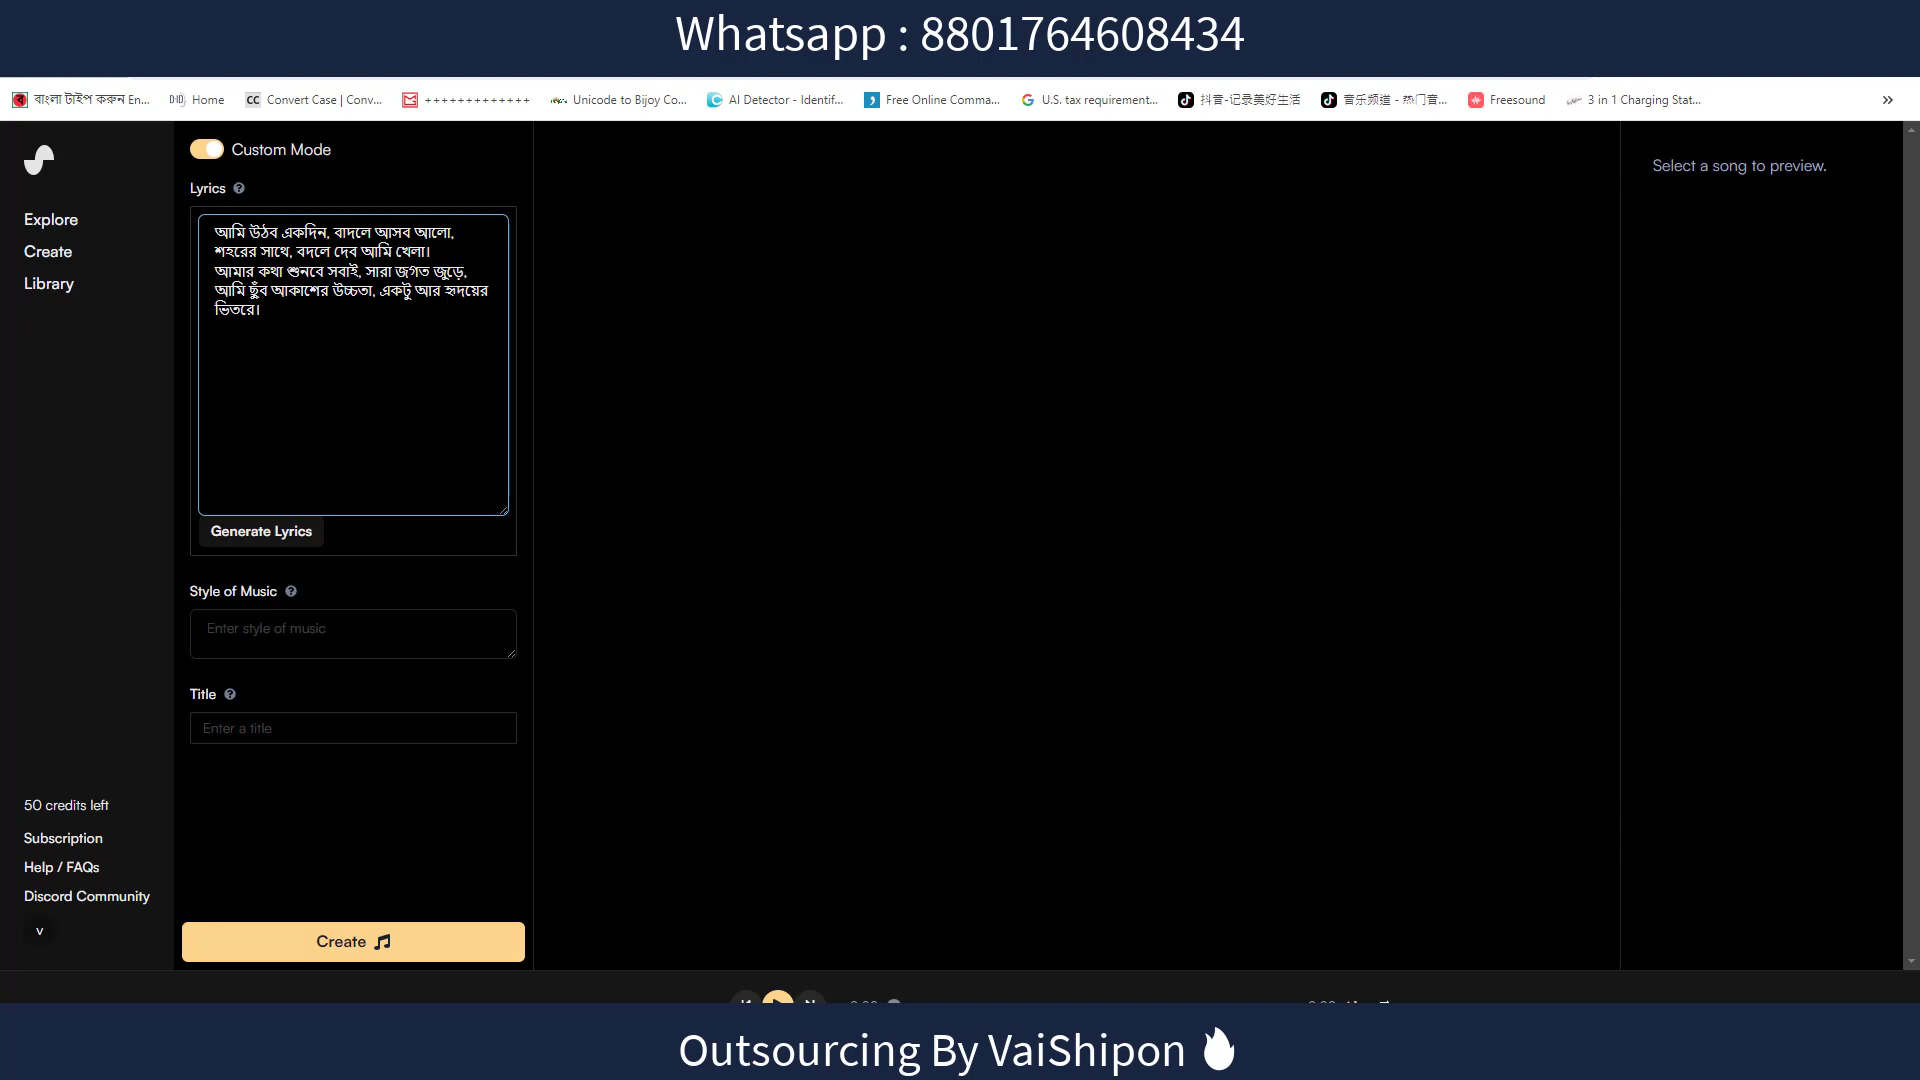 Whatsapp : 8801764608434
বাংলা টাইপ করুন En...
Home
CC Convert Case | Conv...
+++++++++++++
Unicode to Bijoy Co...
AI Detector - Identif...
Free Online Comma...
U.S. tax requirement...
抖音-记录美好生活
音乐频道 - 热门音...
Freesound
3 in 1 Charging Stat...
Explore
Create
Library
Custom Mode
Lyrics
আমি উঠব একদিন, বাদলে আসব আলো,
শহরের সাথে, বদলে দেব আমি খেলা।
আমার কথা শুনবে সবাই, সারা জগত জুড়ে,
আমি ছুঁব আকাশের উচ্চতা, একটু আর হৃদয়ের
ভিতরে।
Generate Lyrics
Style of Music
Enter style of music
Title
Enter a title
Create
Select a song to preview.
50 credits left
Subscription
Help / FAQs
Discord Community
v
Outsourcing By VaiShipon